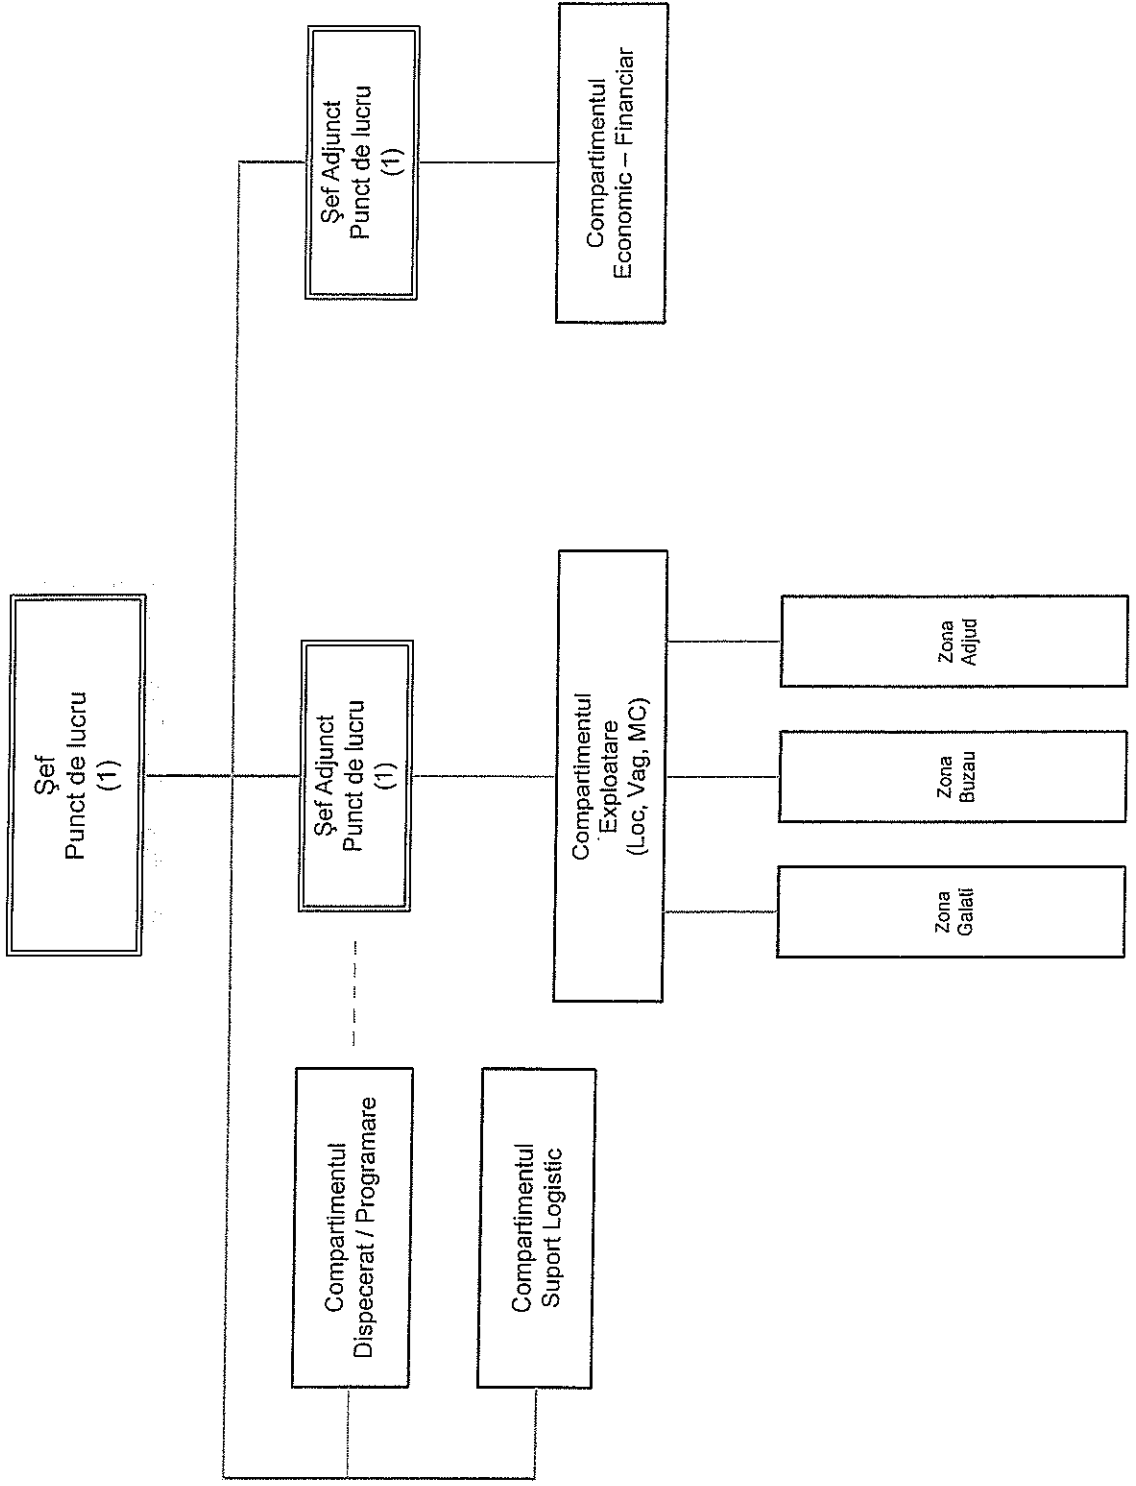 Şef
Punct de lucru
(1)
Compartimentul
Dispecerat / Programare
Şef Adjunct
Punct de lucru
(1)
Şef Adjunct
Punct de lucru
(1)
Compartimentul
Suport Logistic
Compartimentul
Exploatare
(Loc, Vag, MC)
Compartimentul
Economic – Financiar
Zona
Galati
Zona
Buzau
Zona
Adjud